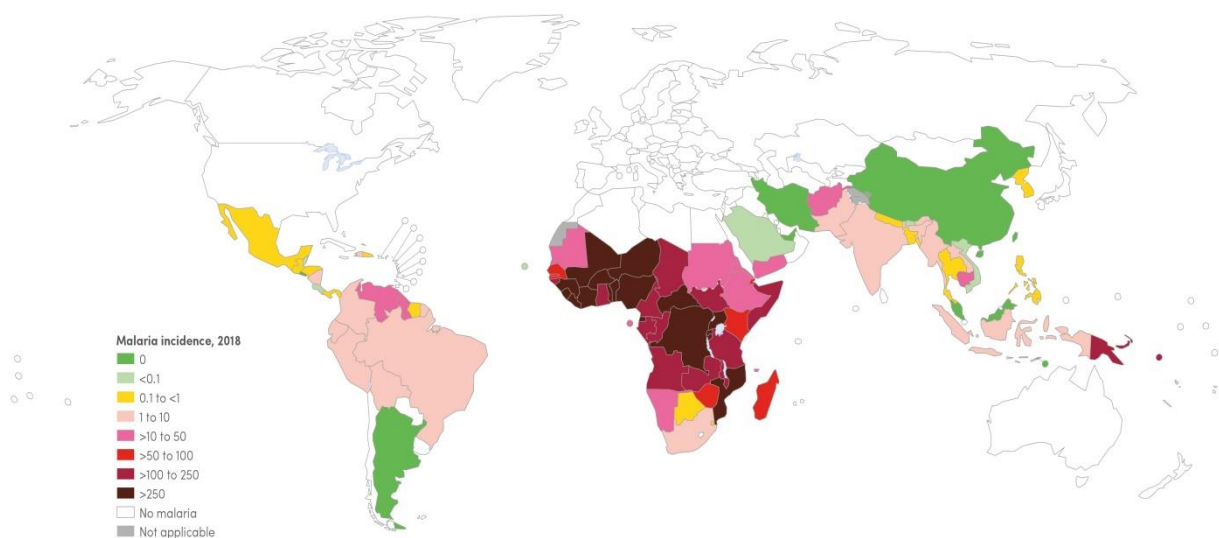 Malaria incidence, 2018
0
<0.1
0.1 to <1
1 to 10
>10 to 50
>50 to 100
>100 to 250
>250
No malaria
Not applicable